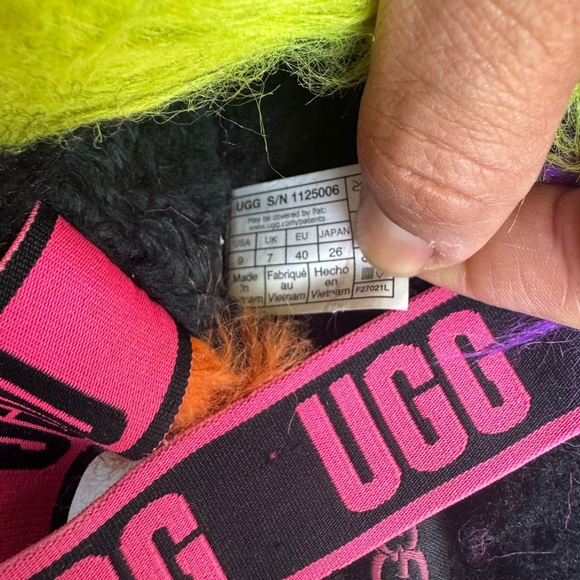 UGG S/N 1125006
May be covered by Pat:
www.ugg.com/patents
USA UK EU JAPAN
9 7 40 26
Made Fabriqué Hecho
in au en
Vietnam Vietnam F27021L
UGG
UGG